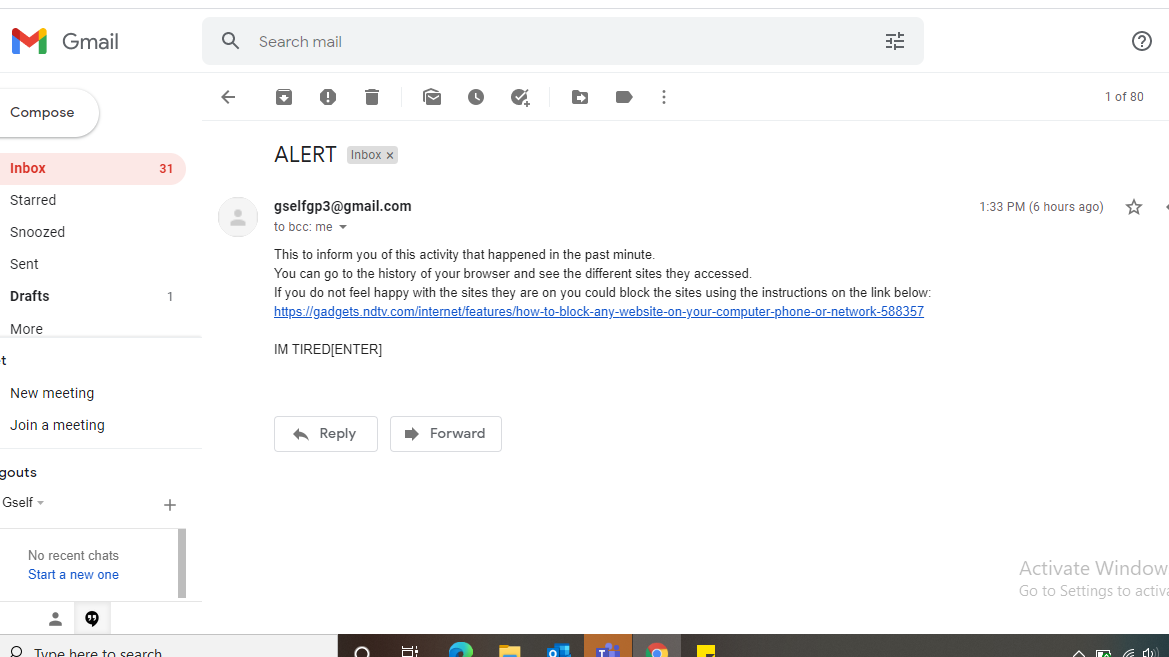 Gmail
Search mail
Compose
1 of 80
ALERT Inbox x
Inbox 31
Starred
Snoozed
Sent
Drafts 1
More
t
New meeting
Join a meeting
gouts
Gself
No recent chats
Start a new one
gselfgp3@gmail.com
1:33 PM (6 hours ago)
to bcc: me
This to inform you of this activity that happened in the past minute.
You can go to the history of your browser and see the different sites they accessed.
If you do not feel happy with the sites they are on you could block the sites using the instructions on the link below:
https://gadgets.ndtv.com/internet/features/how-to-block-any-website-on-your-computer-phone-or-network-588357
IM TIRED[ENTER]
Reply
Forward
Activate Window
Go to Settings to activa
Type here to search